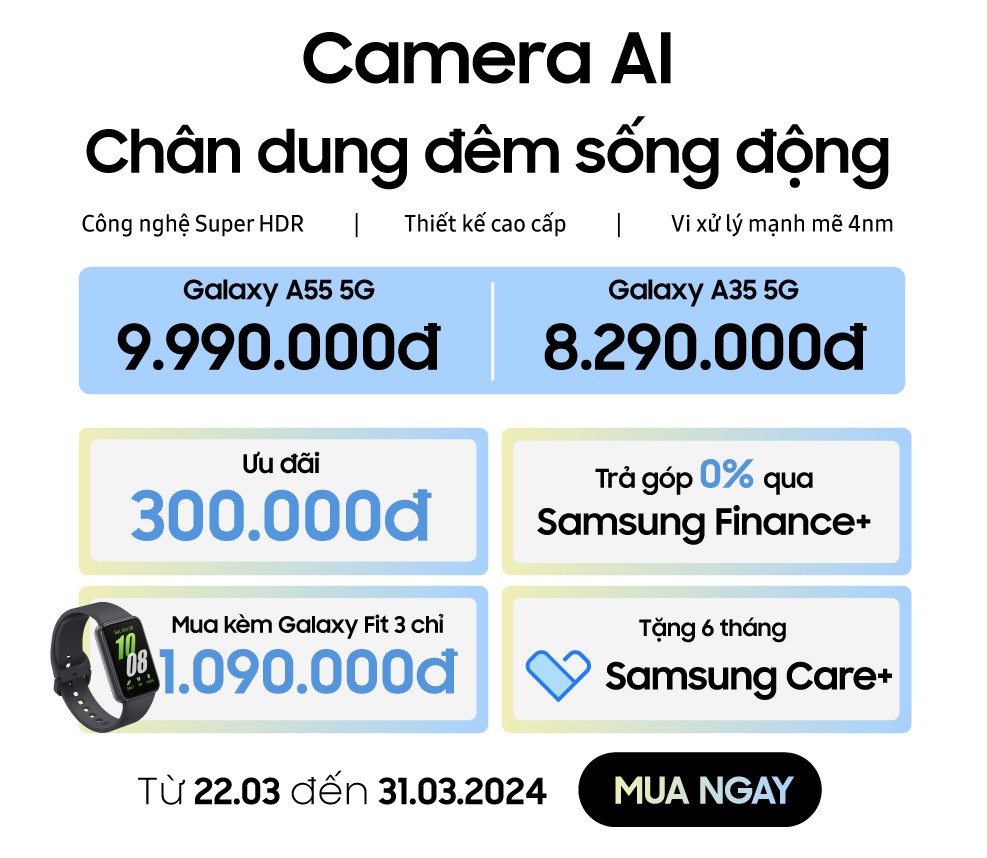 Camera AI
Chân dung đêm sống động
Công nghệ Super HDR | Thiết kế cao cấp | Vi xử lý mạnh mẽ 4nm
Galaxy A55 5G
9.990.000đ
Galaxy A35 5G
8.290.000đ
Ưu đãi
300.000đ
Trả góp 0% qua
Samsung Finance+
10
08
Mua kèm Galaxy Fit 3 chỉ
1.090.000đ
Tặng 6 tháng
Samsung Care+
Từ 22.03 đến 31.03.2024
MUA NGAY